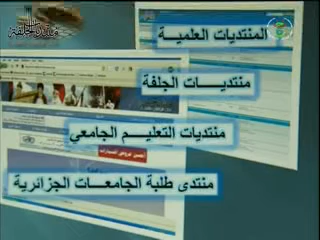 المنتديات العلمية
منتديات الجلفة
منتديات التعليم الجامعي
منتدى طلبة الجامعات الجزائرية